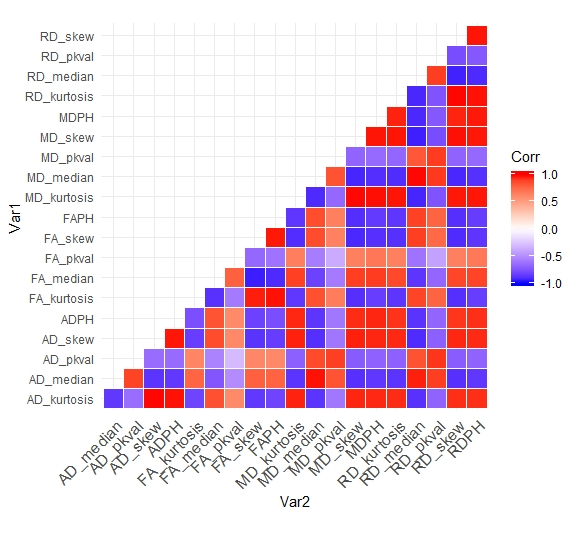 RD_skew
RD_pkval
RD_median
RD_kurtosis
MDPH
MD_skew
MD_pkval
MD_median
MD_kurtosis
FAPH
FA_skew
FA_pkval
FA_median
FA_kurtosis
ADPH
AD_skew
AD_pkval
AD_median
AD_kurtosis
Var1
AD_median
AD_pkval
AD_skew
ADPH
FA_kurtosis
FA_median
FA_pkval
FA_skew
FAPH
MD_kurtosis
MD_median
MD_pkval
MD_skew
MDPH
RD_kurtosis
RD_median
RD_pkval
RD_skew
RDPH
Var2
Corr
1.0
0.5
0.0
-0.5
-1.0